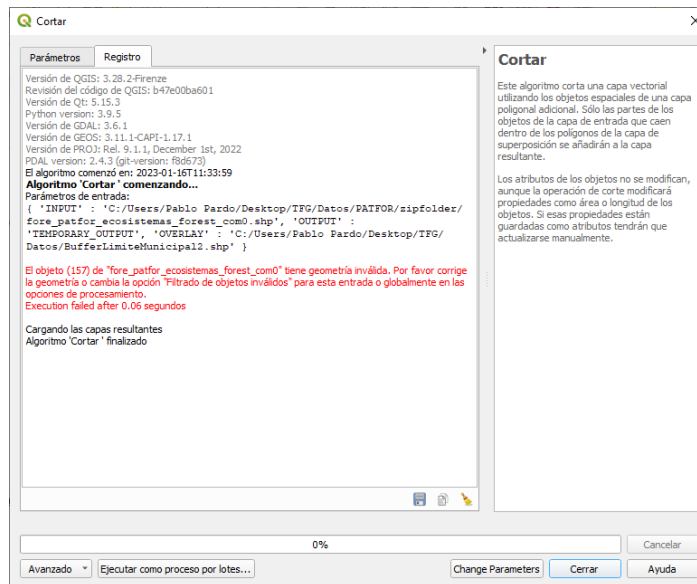 Cortar
Parámetros
Registro
Versión de QGIS: 3.28.2-Firenze
Revisión del código de QGIS: b47e00ba601
Versión de Qt: 5.15.3
Python version: 3.9.5
Versión de GDAL: 3.6.1
Versión de GEOS: 3.11.1-CAPI-1.17.1
Versión de PROJ: Rel. 9.1.1, December 1st, 2022
PDAL version: 2.4.3 (git-version: f8d673)
El algoritmo comenzó en: 2023-01-16T11:33:59
Algoritmo 'Cortar ' comenzando...
Parámetros de entrada:
{ 'INPUT' : 'C:/Users/Pablo Pardo/Desktop/TFG/Datos/PATFOR/zipfolder/
fore_patfor_ecosistemas_forest_com0.shp', 'OUTPUT' :
'TEMPORARY_OUTPUT', 'OVERLAY' : 'C:/Users/Pablo Pardo/Desktop/TFG/
Datos/BufferLimiteMunicipal2.shp' }
El objeto (157) de "fore_patfor_ecosistemas_forest_com0" tiene geometría inválida. Por favor corrige
la geometría o cambia la opción "Filtrado de objetos inválidos" para esta entrada o globalmente en las
opciones de procesamiento.
Execution failed after 0.06 segundos
Cargando las capas resultantes
Algoritmo 'Cortar ' finalizado
Cortar
Este algoritmo corta una capa vectorial
utilizando los objetos espaciales de una capa
poligonal adicional. Sólo las partes de los
objetos de la capa de entrada que caen
dentro de los polígonos de la capa de
superposición se añadirán a la capa
resultante.
Los atributos de los objetos no se modifican,
aunque la operación de corte modificará
propiedades como área o longitud de los
objetos. Si esas propiedades están
guardadas como atributos tendrán que
actualizarse manualmente.
0%
Cancelar
Avanzado
Ejecutar como proceso por lotes...
Change Parameters
Cerrar
Ayuda